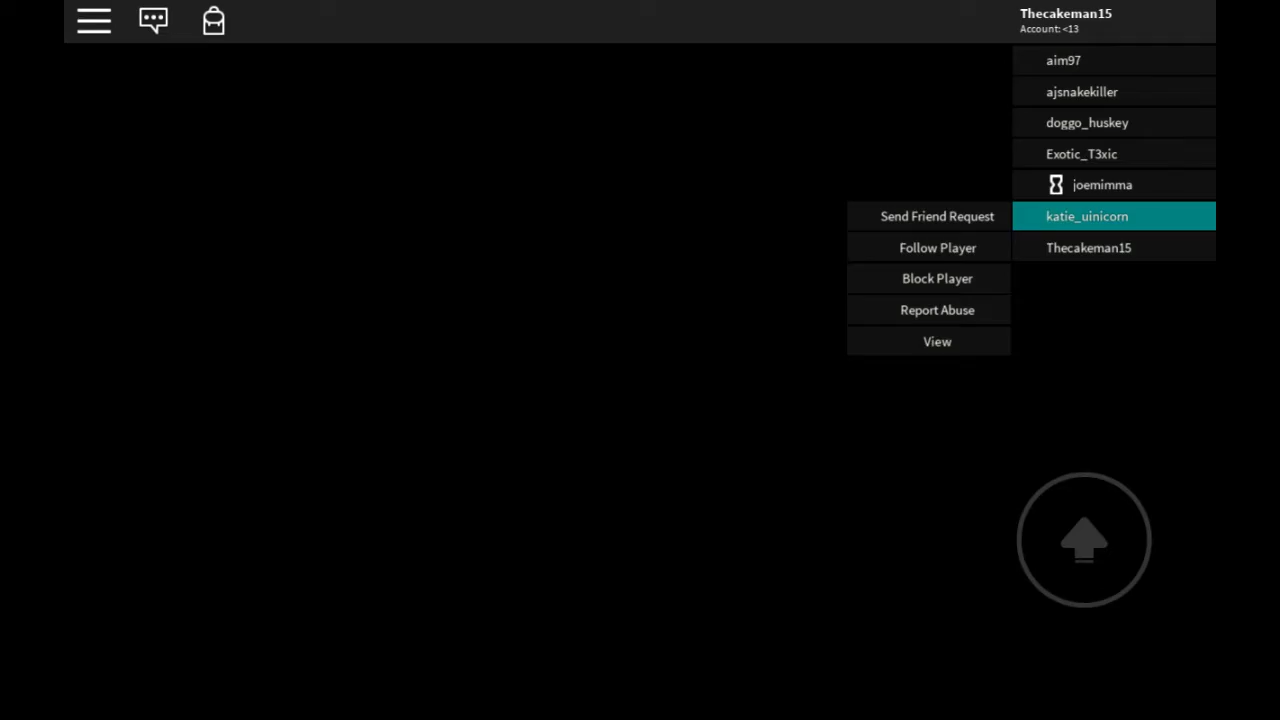 Thecakeman15
Account: <13
aim97
ajsnakekiller
doggo_huskey
Exotic_T3xic
joemimma
Send Friend Request
katie_uinicorn
Follow Player
Thecakeman15
Block Player
Report Abuse
View